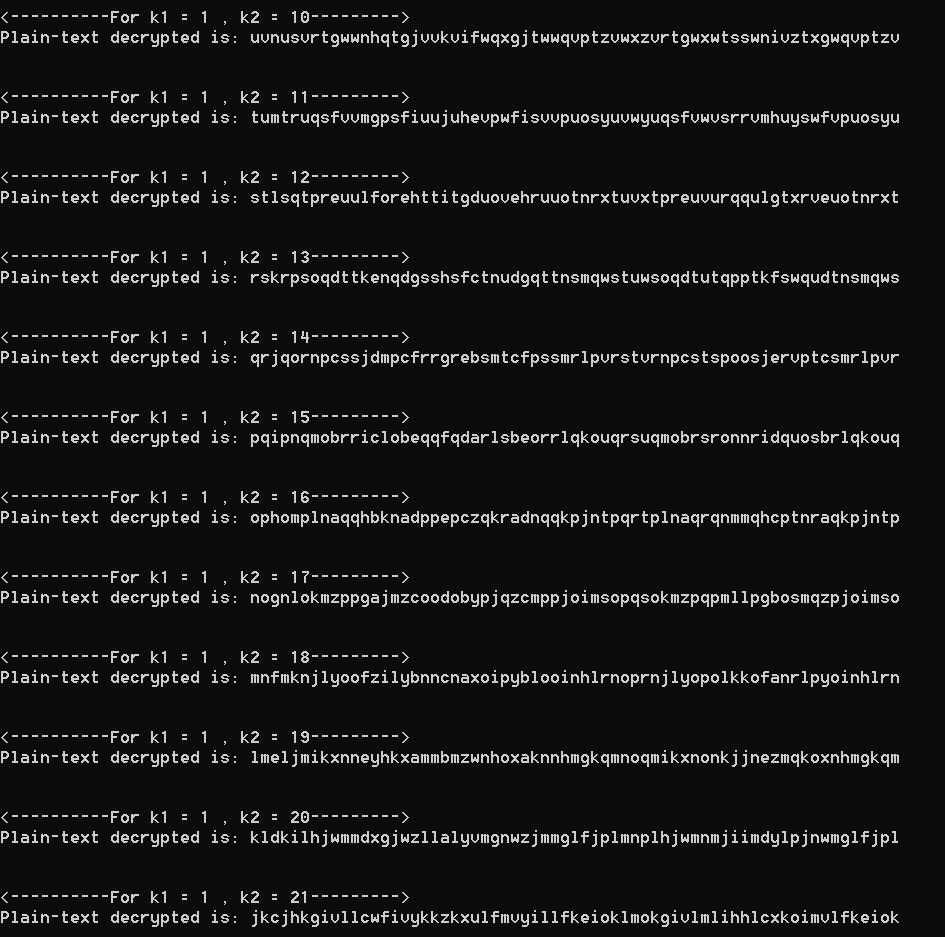 <----------For k1 = 1 , k2 = 10--------->
Plain-text decrypted is: uvnusvrtgwwnhqtgjvvkvifwqxgjtwwqvptzvwxzvrtgwxwtsswnivztxgwqvptzv
<----------For k1 = 1 , k2 = 11--------->
Plain-text decrypted is: tumtruqsfvvmgpsfiuujuhevpwfisvvpuosyuvwyuqsfvwvsrrvmhuyswfvpuosyu
<----------For k1 = 1 , k2 = 12--------->
Plain-text decrypted is: stlsqtpreuulforehttitgduovehruuotnrxtuvxtpreuvurqqulgtxrveuotnrxt
<----------For k1 = 1 , k2 = 13--------->
Plain-text decrypted is: rskrpsoqdttkenqdgsshsfctnudgqttnsmqwstuwsoqdtutqpptkfswqudtnsmqws
<----------For k1 = 1 , k2 = 14--------->
Plain-text decrypted is: qrjqornpcssjdmpcfrrgrebsmtcfpssmrlpvrstvrnpcstspoosjervptcsmrlpvr
<----------For k1 = 1 , k2 = 15--------->
Plain-text decrypted is: pqipnqmobrriclobeqqfqdarlsbeorrlqkouqrsuqmobrsronnridquosbrlqkouq
<----------For k1 = 1 , k2 = 16--------->
Plain-text decrypted is: ophomplnaqqhbknadppepczqkradnqqkpjntpqrtplnaqrqnmmqhcptnraqkpjntp
<----------For k1 = 1 , k2 = 17--------->
Plain-text decrypted is: nognlokmzppgajmzcoodobypjqzcmppjoimsopqsokmzpqpmllpgbosmqzpjoimso
<----------For k1 = 1 , k2 = 18--------->
Plain-text decrypted is: mnfmknjlyoofzilybnncnaxoipyblooinhlrnoprnjlyopolkkofanrlpyoinhlrn
<----------For k1 = 1 , k2 = 19--------->
Plain-text decrypted is: lmeljmikxnneyhkxammbmzwnhoxaknnhmgkqmnoqmikxnonkjjnezmqkoxnhmgkqm
<----------For k1 = 1 , k2 = 20--------->
Plain-text decrypted is: kldkilhjwmmdxgjwzllalyvmgnwzjmmglfjplmnplhjwmnmjiimdylpjnwmglfjpl
<----------For k1 = 1 , k2 = 21--------->
Plain-text decrypted is: jkcjhkgivllcwfivykkzkxulfmvyillfkeioklmokgivlmlihhlcxkoimvlfkeiok